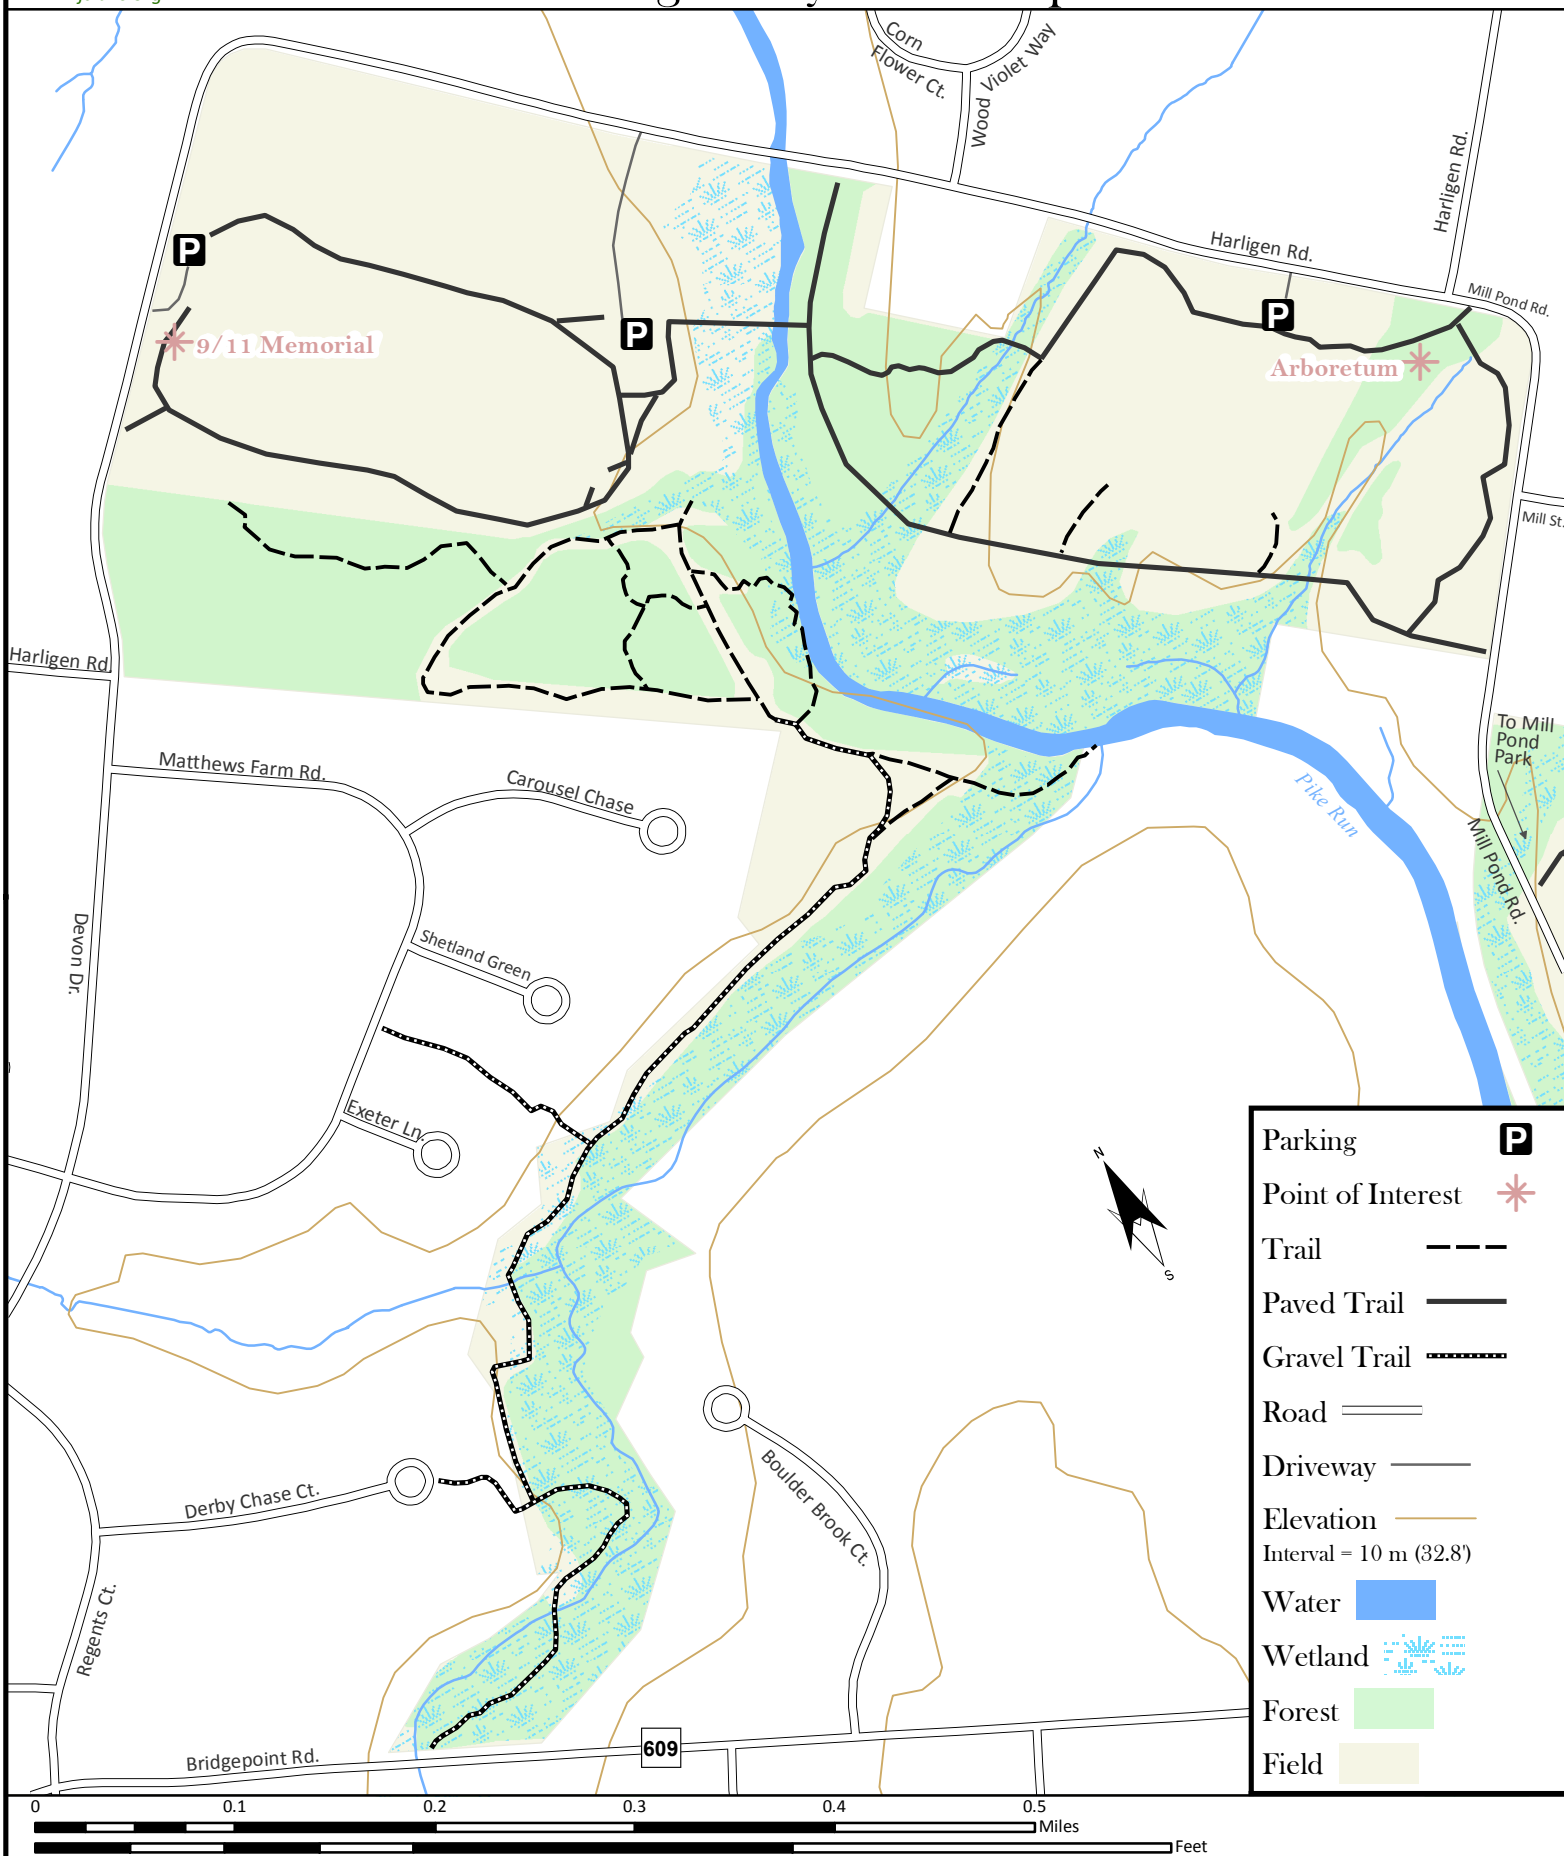 Corn
Flower Ct.
Wood Violet Way
Harligen Rd.
Harligen Rd.
Mill Pond Rd.
P
P
P
9/11 Memorial
Arboretum
Mill St.
Harligen Rd.
To Mill
Pond
Park
Matthews Farm Rd.
Carousel Chase
Pike Run
Mill Pond Rd.
Devon Dr.
Shetland Green
Exeter Ln.
N
S
Derby Chase Ct.
Boulder Brook Ct.
Regents Ct.
Bridgepoint Rd.
609
Parking P
Point of Interest
Trail
Paved Trail
Gravel Trail
Road
Driveway
Elevation
Interval = 10 m (32.8')
Water
Wetland
Forest
Field
0 0.1 0.2 0.3 0.4 0.5
Miles
Feet